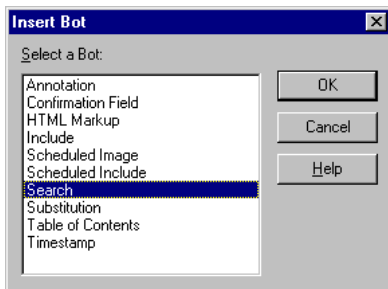 Insert Bot
Select a Bot:
Annotation
Confirmation Field
HTML Markup
Include
Scheduled Image
Scheduled Include
Search
Substitution
Table of Contents
Timestamp
OK
Cancel
Help